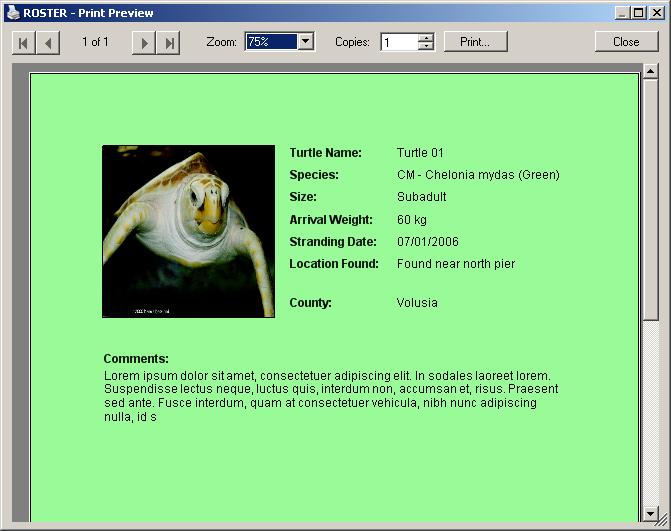 ROSTER - Print Preview
1 of 1 Zoom: 75% Copies: 1 Print... Close
Turtle Name: Turtle 01
Species: CM - Chelonia mydas (Green)
Size: Subadult
Arrival Weight: 60 kg
Stranding Date: 07/01/2006
Location Found: Found near north pier
County: Volusia
Comments:
Lorem ipsum dolor sit amet, consectetuer adipiscing elit. In sodales laoreet lorem.
Suspendisse lectus neque, luctus quis, interdum non, accumsan et, risus. Praesent
sed ante. Fusce interdum, quam at consectetuer vehicula, nibh nunc adipiscing
nulla, id s